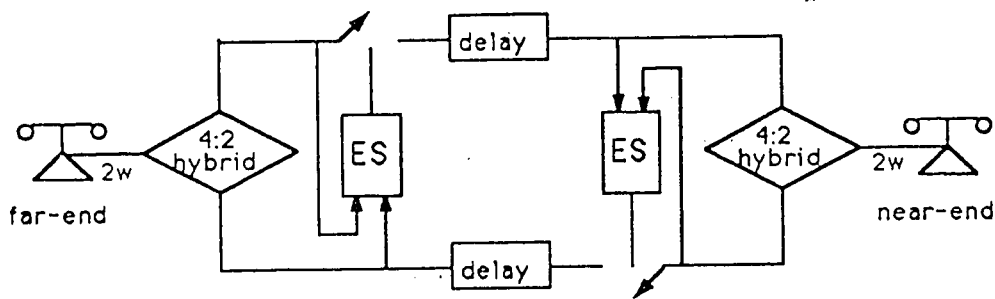 delay
4:2
hybrid
ES
ES
4:2
hybrid
2w
2w
far-end
near-end
delay